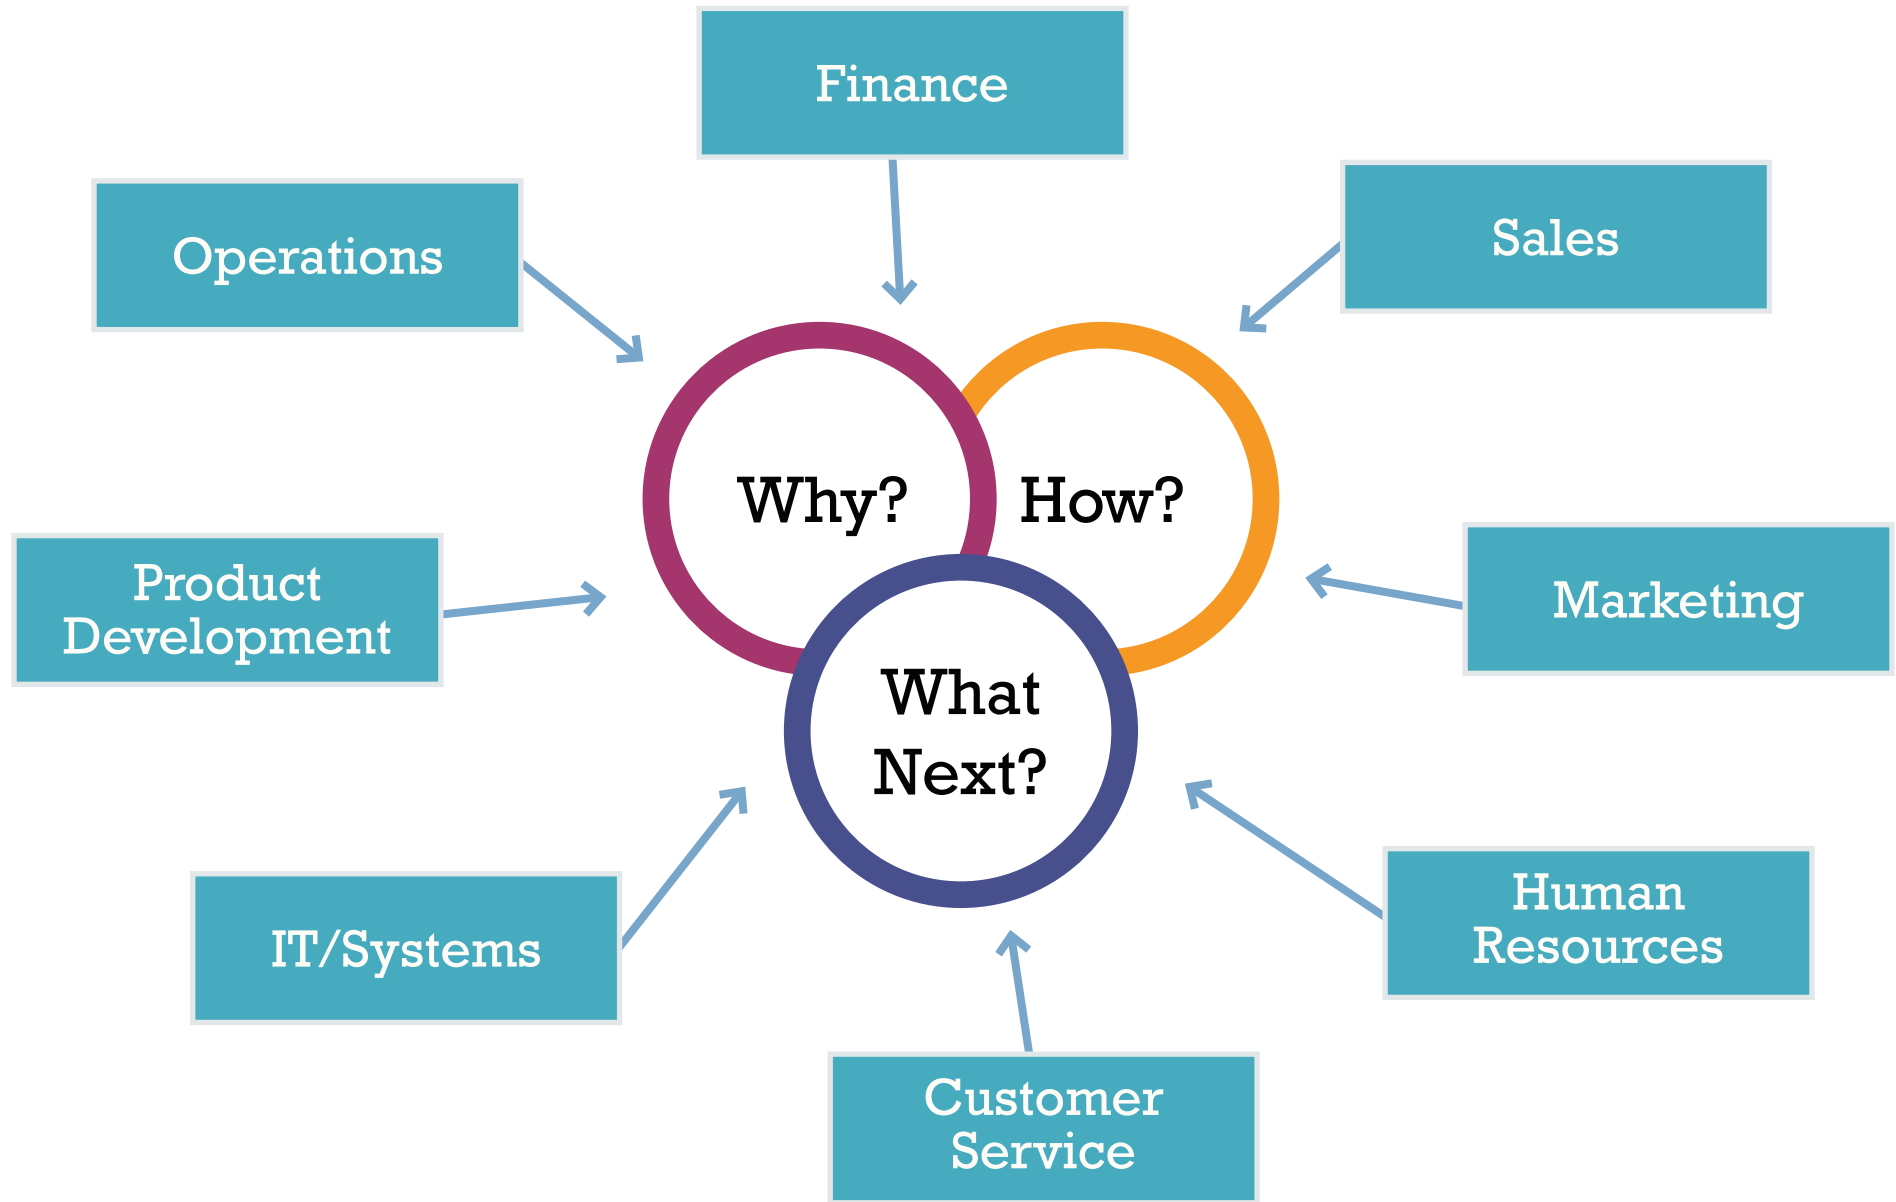 Finance
Operations
Sales
Why?
How?
Product
Development
Marketing
What
Next?
IT/Systems
Human
Resources
Customer
Service